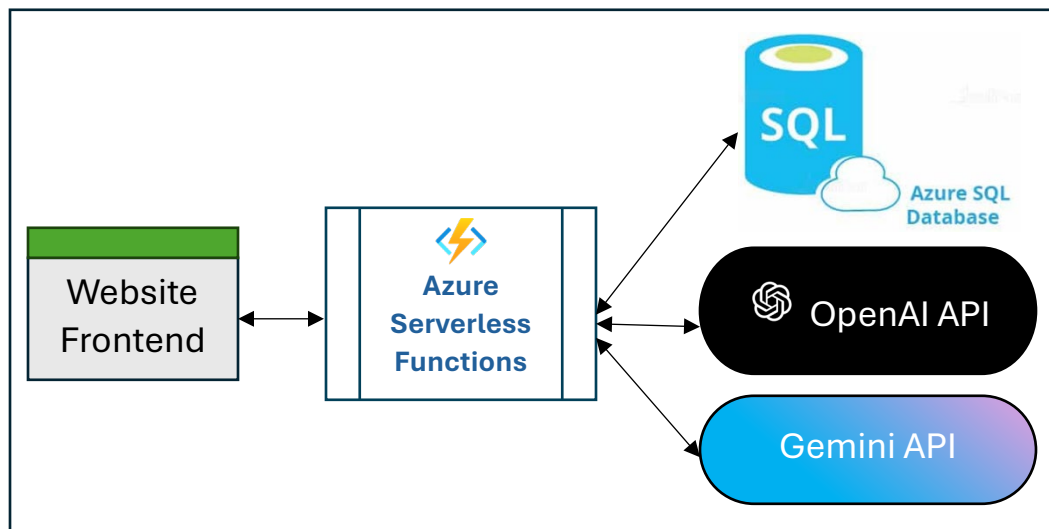 SQL
Azure SQL
Database
Website
Frontend
Azure
Serverless
Functions
OpenAI API
Gemini API